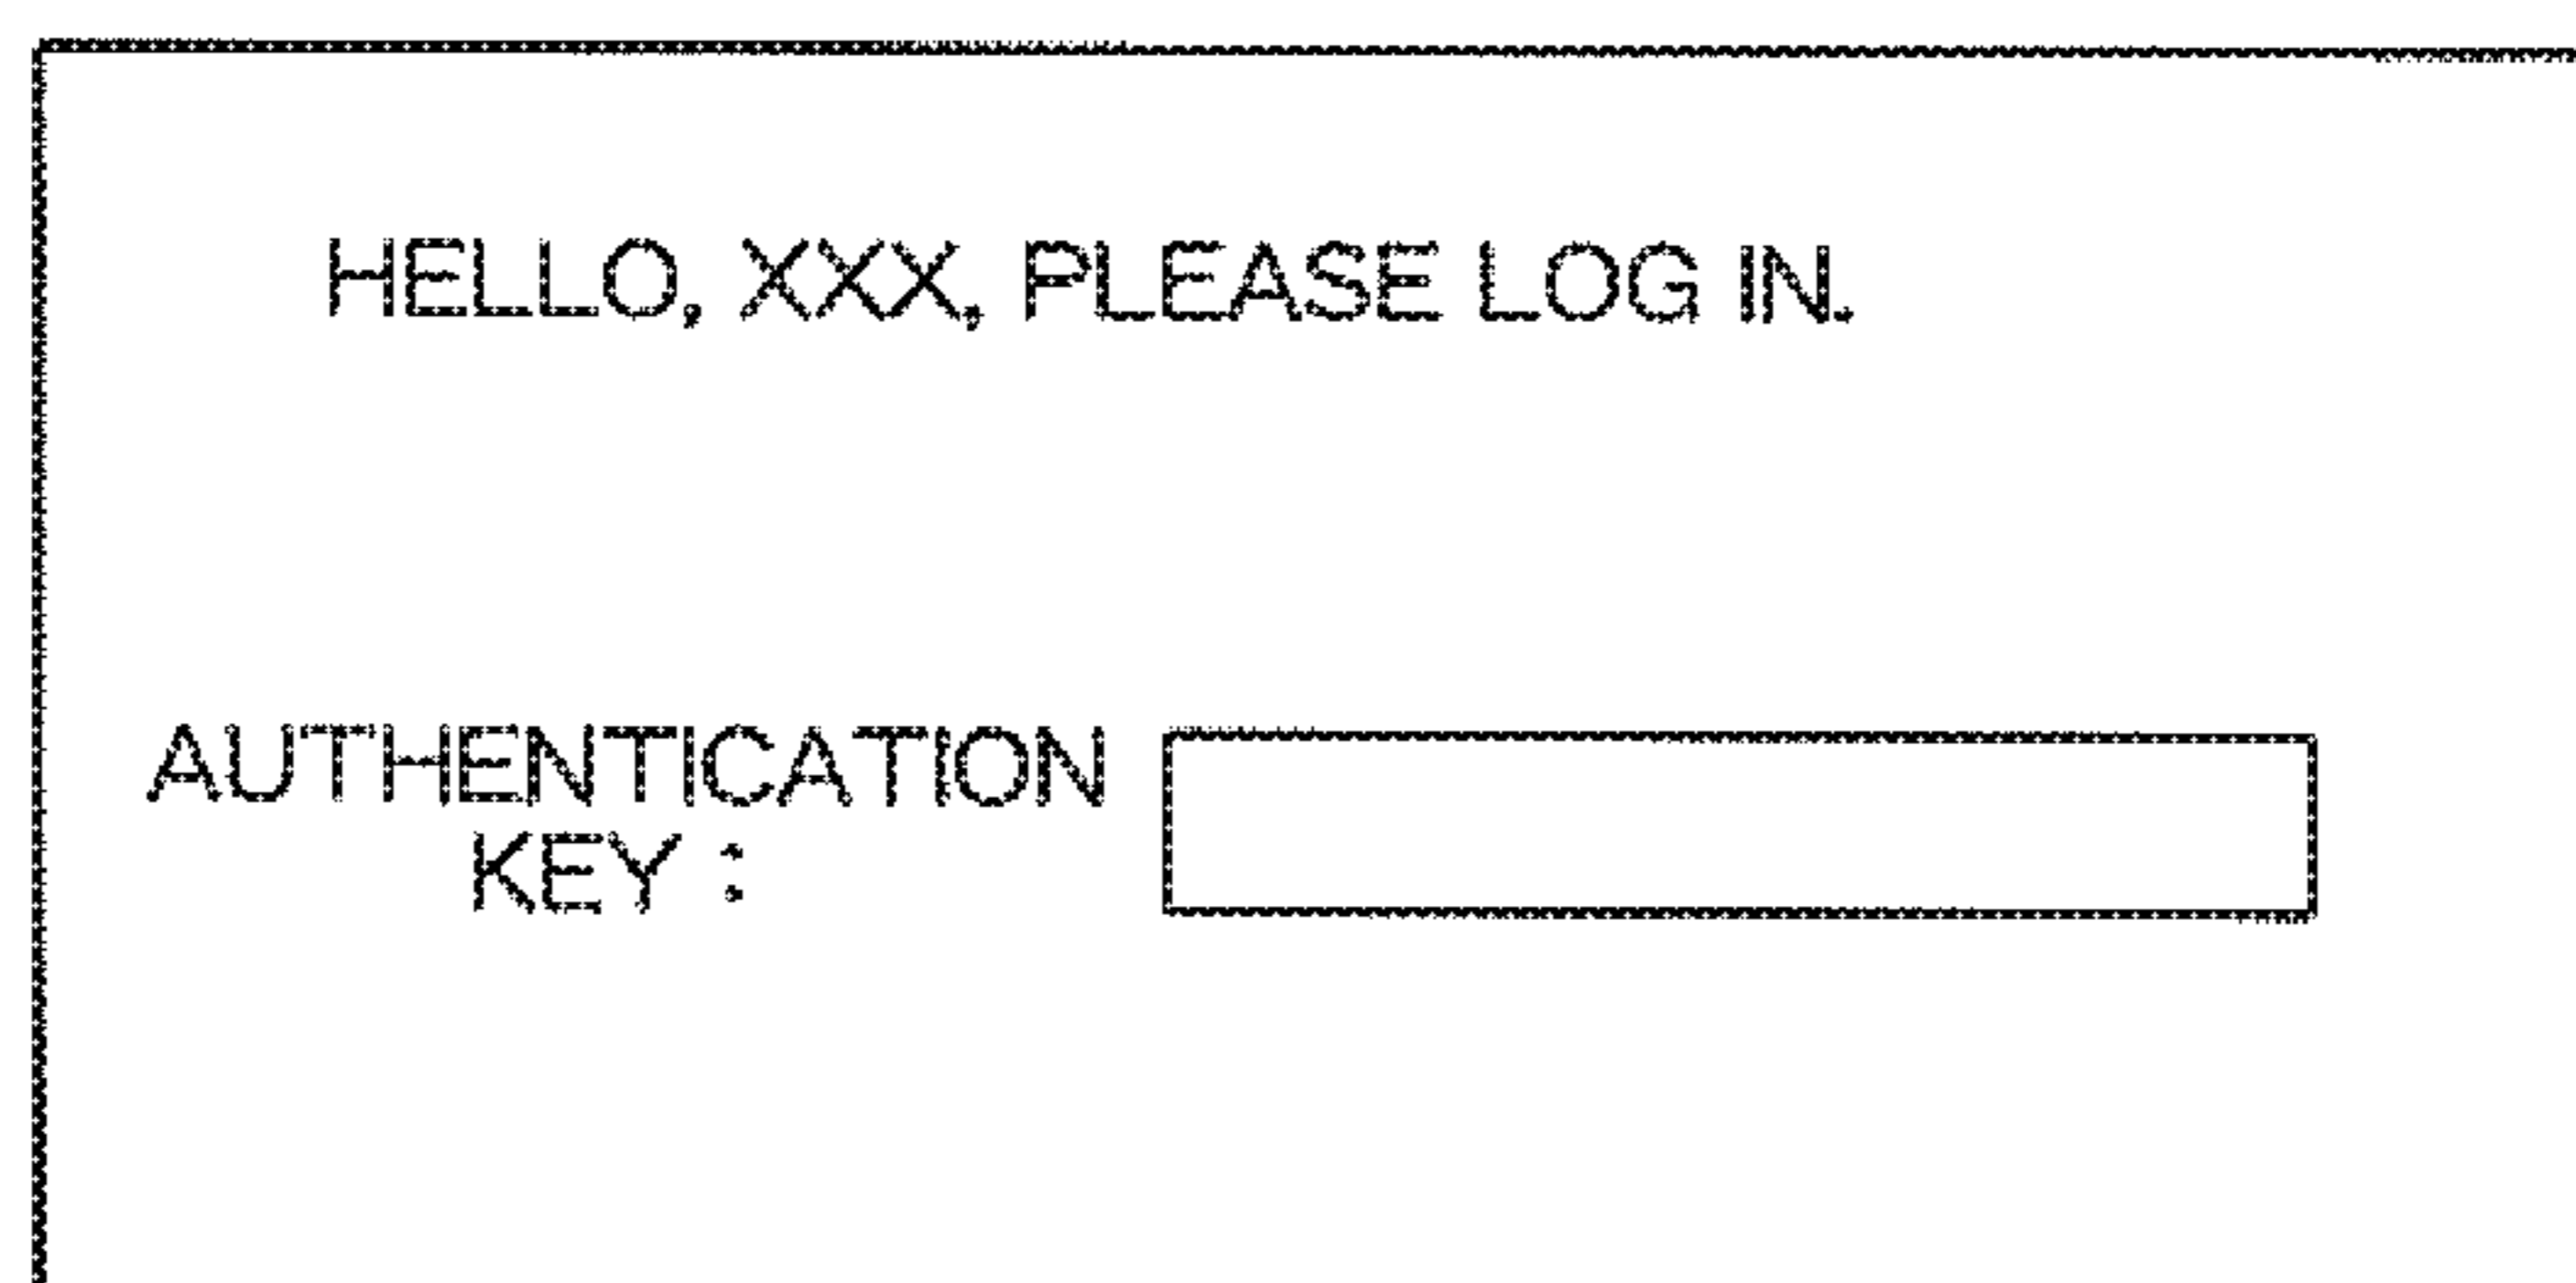 HELLO, XXX, PLEASE LOG IN.
AUTHENTICATION
KEY :